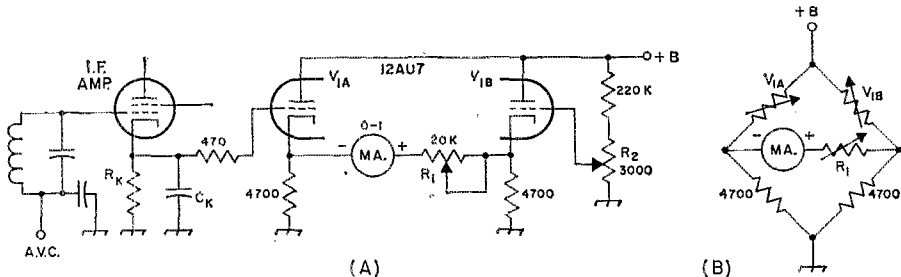 I.F.
AMP.
V1A
12AU7
V1B
+B
220K
470
0-1
- MA. +
20K
R1
R2
3000
RK
CK
4700
4700
A.V.C.
(A)
+B
V1A
V1B
- MA. +
R1
4700
4700
(B)